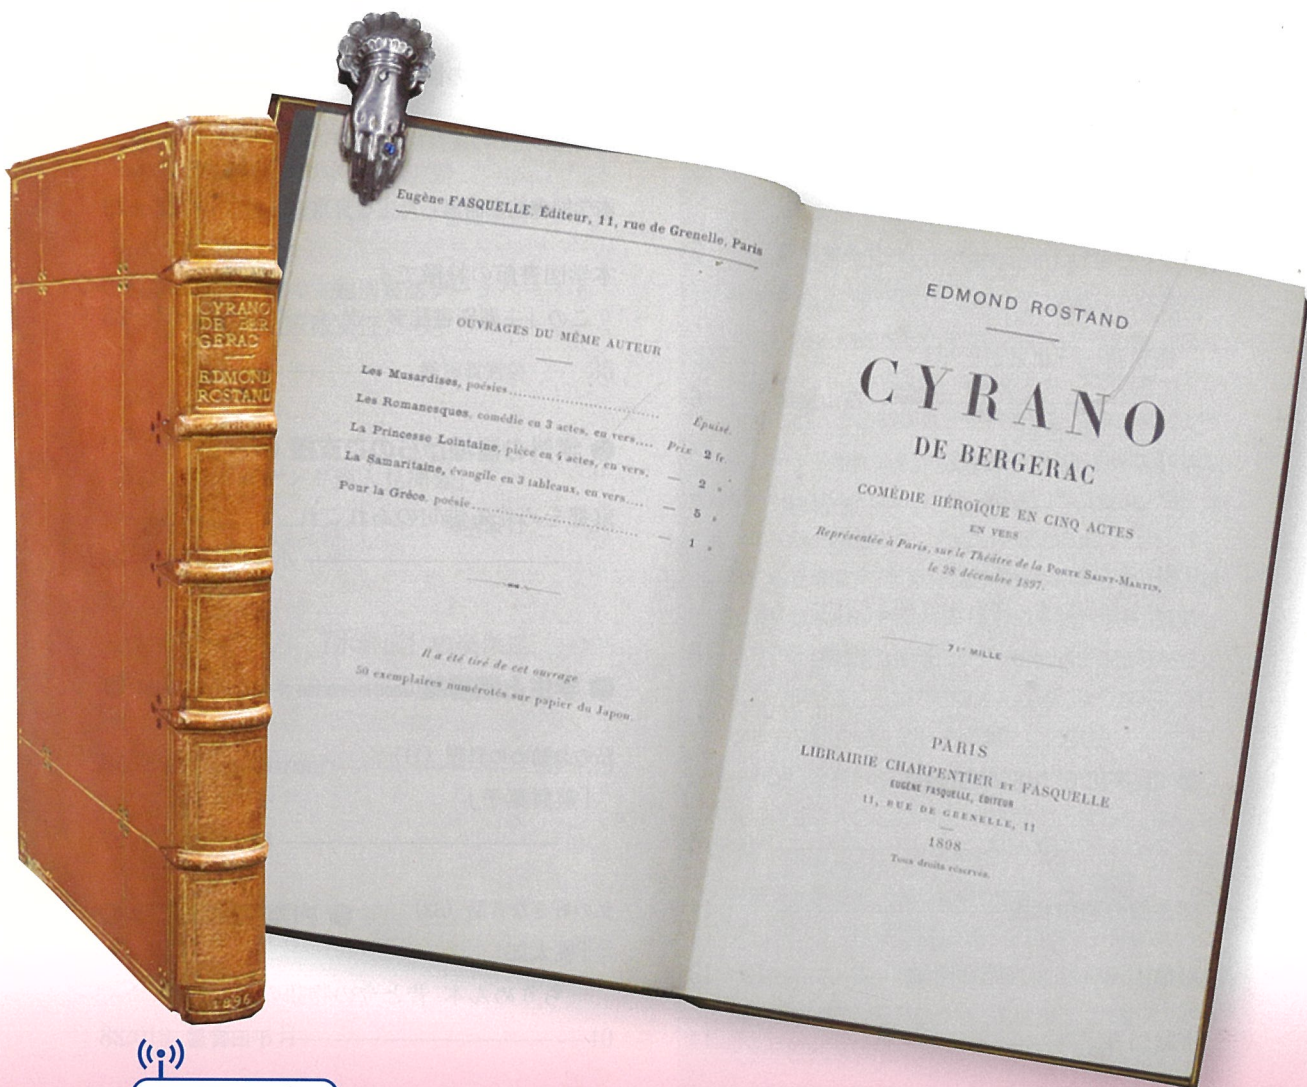 CYRANO
DE BER
GERAC
EDMOND
ROSTAND
1896
Eugène FASQUELLE, Éditeur, 11, rue de Grenelle, Paris
OUVRAGES DU MÊME AUTEUR
Les Musardises, poésies........................ Épuisé.
Les Romanesques, comédie en 3 actes, en vers.... Prix 2 fr.
La Princesse Lointaine, pièce en 4 actes, en vers, — 2 »
La Samaritaine, évangile en 3 tableaux, en vers.... — 5 »
Pour la Grèce, poésie........................ — 1 »
Il a été tiré de cet ouvrage
50 exemplaires numérotés sur papier du Japon.
EDMOND ROSTAND
CYRANO
DE BERGERAC
COMÉDIE HÉROÏQUE EN CINQ ACTES
EN VERS
Représentée à Paris, sur le Théâtre de la PORTE SAINT-MARTIN,
le 28 décembre 1897.
MILLE
PARIS
LIBRAIRIE CHARPENTIER ET FASQUELLE
EUGÈNE FASQUELLE, ÉDITEUR
11, RUE DE GRENELLE, 11
1898
Tous droits réservés.